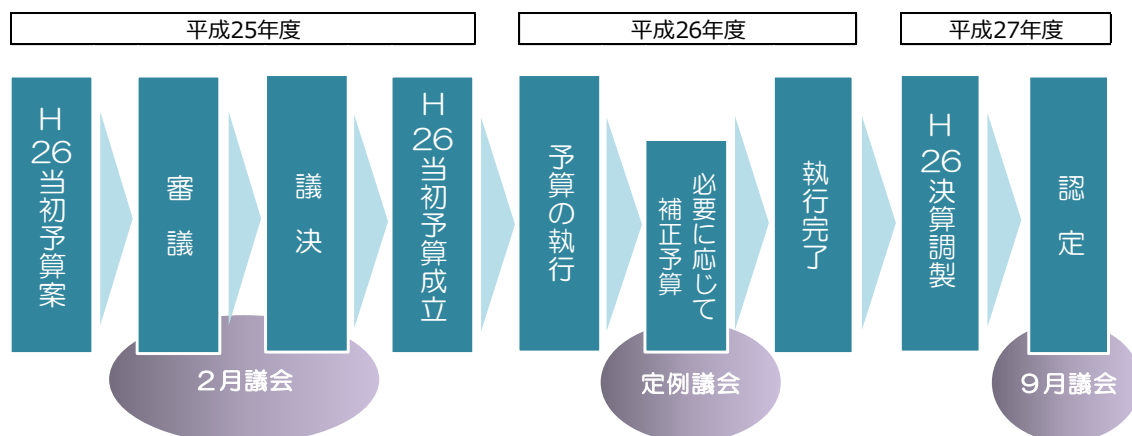 平成25年度
平成26年度
平成27年度
H26当初予算案
審議
議決
H26当初予算成立
予算の執行
必要に応じて
補正予算
執行完了
H26決算調製
認定
２月議会
定例議会
９月議会